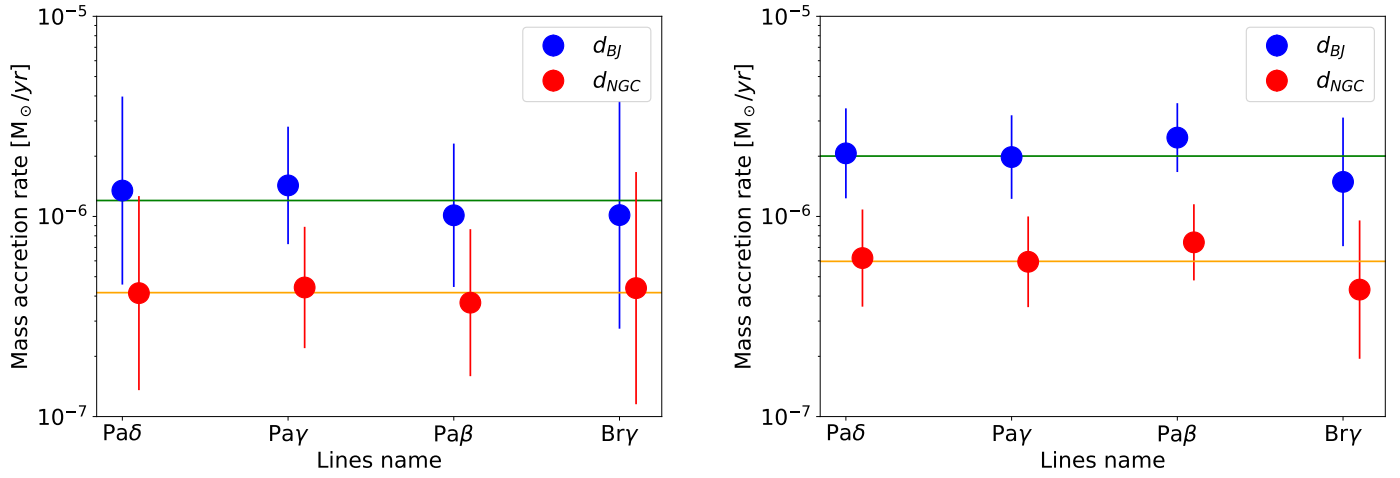 Mass accretion rate [M⊙/yr]
10⁻⁵
10⁻⁶
10⁻⁷
d_BJ
d_NGC
Paδ Paγ Paβ Brγ
Lines name
Mass accretion rate [M⊙/yr]
10⁻⁵
10⁻⁶
10⁻⁷
d_BJ
d_NGC
Paδ Paγ Paβ Brγ
Lines name